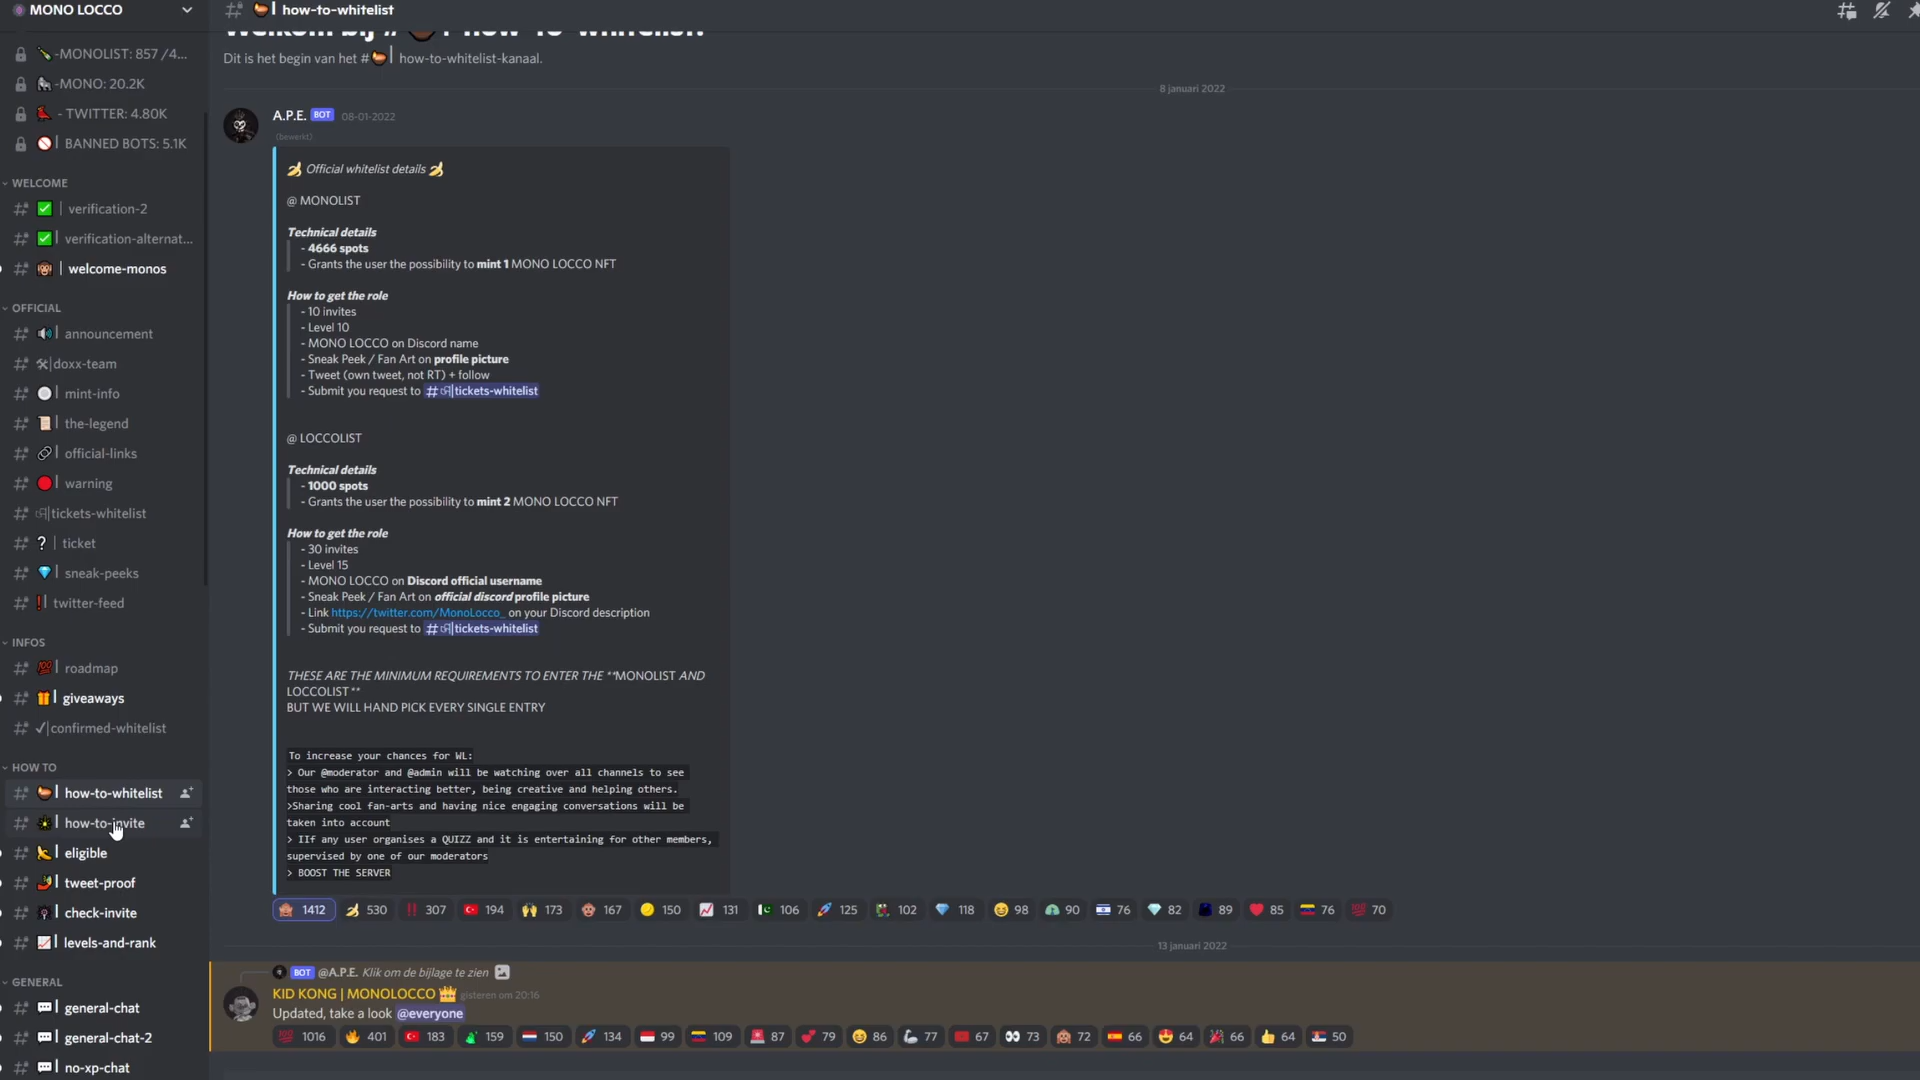 MONO LOCCO
-MONOLIST: 857 /4...
-MONO: 20.2K
- TWITTER: 4.80K
BANNED BOTS: 5.1K
WELCOME
verification-2
verification-alternat...
welcome-monos
OFFICIAL
announcement
doxx-team
mint-info
the-legend
official-links
warning
tickets-whitelist
ticket
sneak-peeks
twitter-feed
INFOS
roadmap
giveaways
confirmed-whitelist
HOW TO
how-to-whitelist
how-to-invite
eligible
tweet-proof
check-invite
levels-and-rank
GENERAL
general-chat
general-chat-2
no-xp-chat
how-to-whitelist
Welkom bij # | how-to-whitelist!
Dit is het begin van het # | how-to-whitelist-kanaal.
8 januari 2022
A.P.E. BOT 08-01-2022
(bewerkt)
Official whitelist details
@ MONOLIST
Technical details
- 4666 spots
- Grants the user the possibility to mint 1 MONO LOCCO NFT
How to get the role
- 10 invites
- Level 10
- MONO LOCCO on Discord name
- Sneak Peek / Fan Art on profile picture
- Tweet (own tweet, not RT) + follow
- Submit you request to #|tickets-whitelist
@ LOCCOLIST
Technical details
- 1000 spots
- Grants the user the possibility to mint 2 MONO LOCCO NFT
How to get the role
- 30 invites
- Level 15
- MONO LOCCO on Discord official username
- Sneak Peek / Fan Art on official discord profile picture
- Link https://twitter.com/MonoLocco_ on your Discord description
- Submit you request to #|tickets-whitelist
THESE ARE THE MINIMUM REQUIREMENTS TO ENTER THE **MONOLIST AND
LOCCOLIST**
BUT WE WILL HAND PICK EVERY SINGLE ENTRY
To increase your chances for WL:
> Our @moderator and @admin will be watching over all channels to see
those who are interacting better, being creative and helping others.
>Sharing cool fan-arts and having nice engaging conversations will be
taken into account
> IIf any user organises a QUIZZ and it is entertaining for other members,
supervised by one of our moderators
> BOOST THE SERVER
1412 530 307 194 173 167 150 131 106 125 102 118 98 90 76 82 89 85 76 70
13 januari 2022
BOT @A.P.E. Klik om de bijlage te zien
KID KONG | MONOLOCCO gisteren om 20:16
Updated, take a look @everyone
1016 401 183 159 150 134 99 109 87 79 86 77 67 73 72 66 64 66 64 50